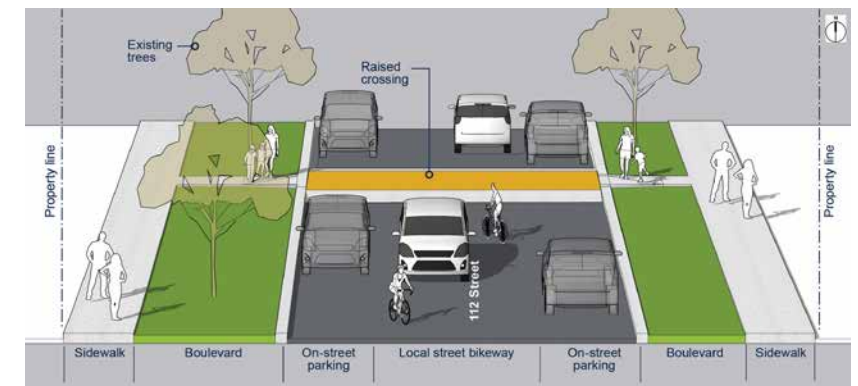 N
Existing
trees
Raised
crossing
Property line
Property line
112 Street
Sidewalk
Boulevard
On-street
parking
Local street bikeway
On-street
parking
Boulevard
Sidewalk